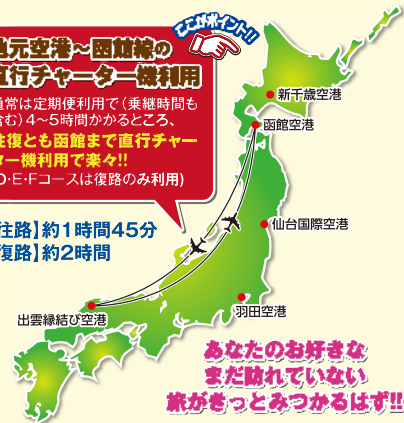 ここがポイント!!
元空港～函館線の
直行チャーター機利用
通常は定期便利用で（乗継時間も
含む）4～5時間かかるところ、
往復とも函館まで直行チャー
ター機利用で楽々!!
D・E・Fコースは復路のみ利用)
往路】約1時間45分
復路】約2時間
新千歳空港
函館空港
仙台国際空港
羽田空港
出雲縁結び空港
あなたのお好きな
まだ訪れていない
旅がきっとみつかるはず!!